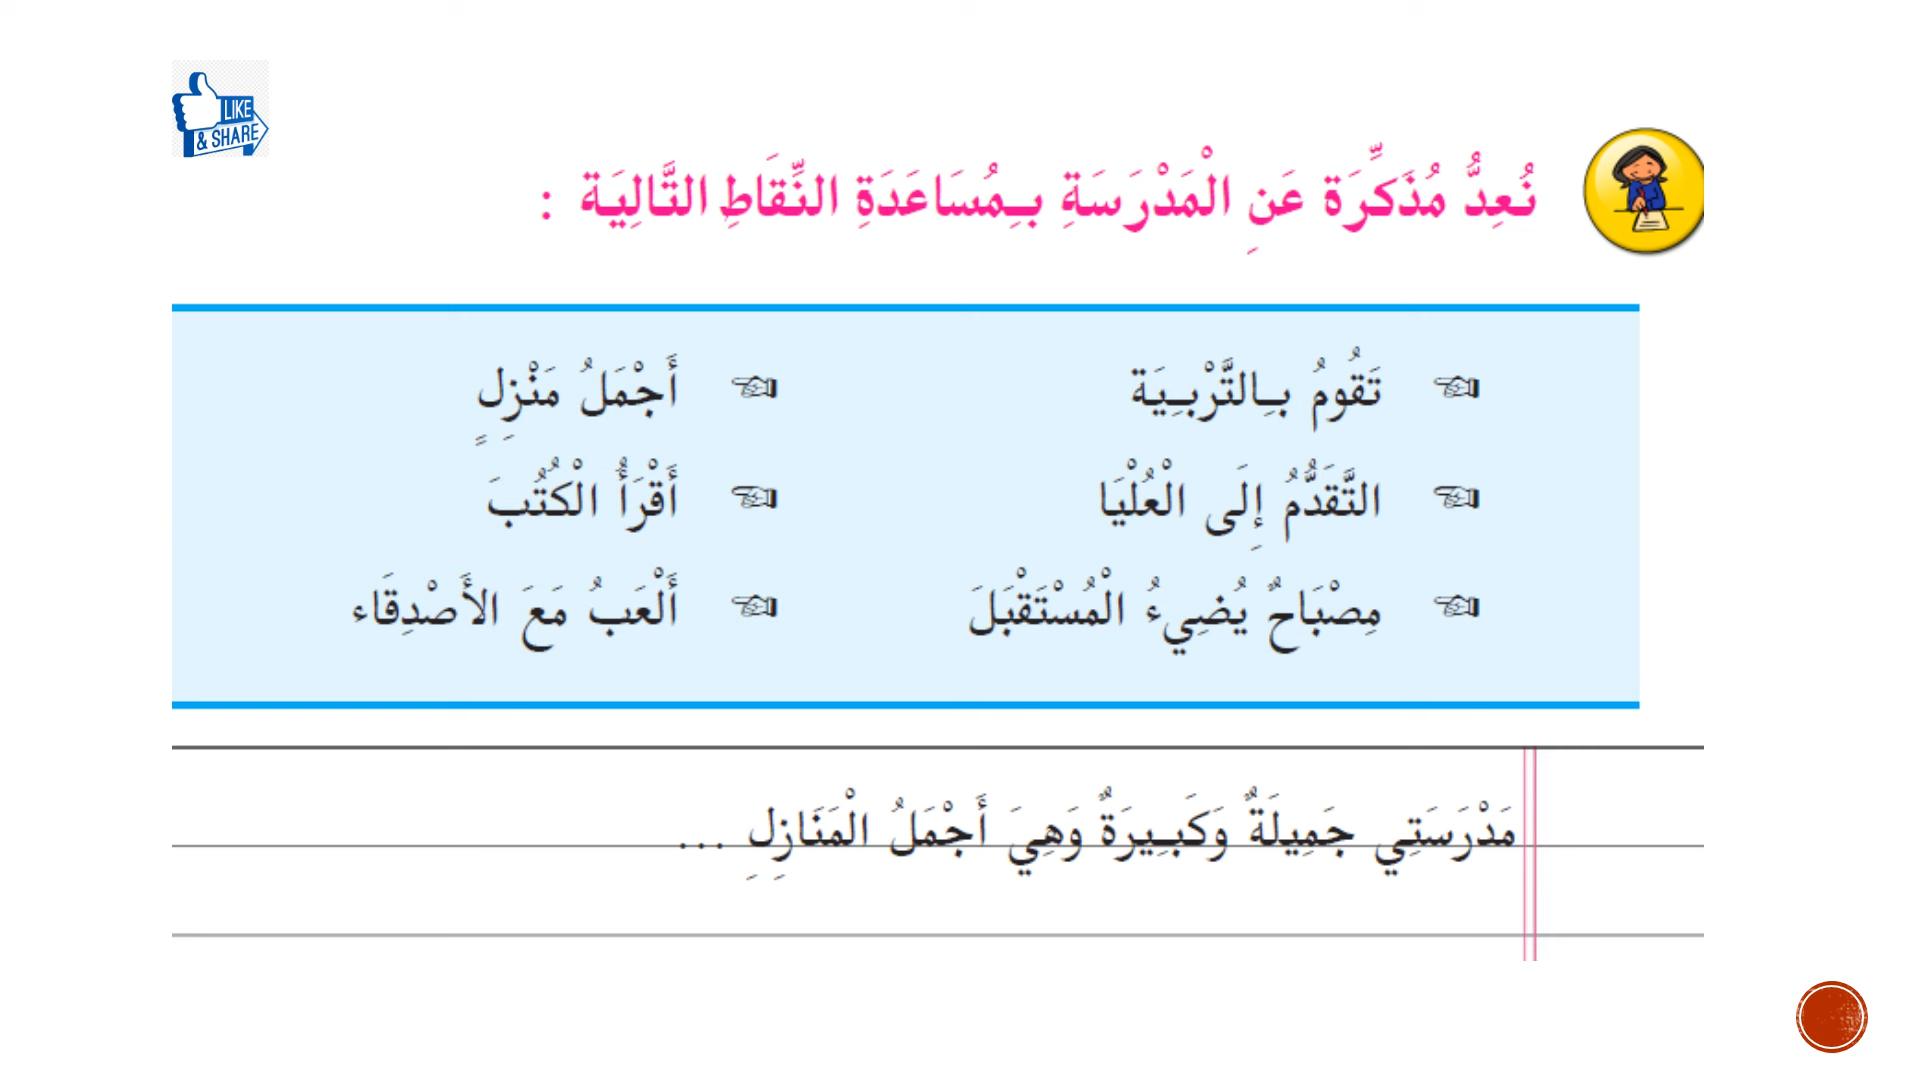 LIKE
& SHARE
نُعِدُّ مُذَكِّرَة عَنِ الْمَدْرَسَةِ بِمُسَاعَدَةِ النِّقَاطِ التَّالِيَة :
تَقُومُ بِالتَّرْبِيَة
أَجْمَلُ مَنْزِلٍ
التَّقَدُّمُ إِلَى الْعُلْيَا
أَقْرَأُ الْكُتُبَ
مِصْبَاحٌ يُضِيءُ الْمُسْتَقْبَلَ
أَلْعَبُ مَعَ الأَصْدِقَاء
مَدْرَسَتِي جَمِيلَةٌ وَكَبِيرَةٌ وَهِيَ أَجْمَلُ الْمَنَازِلِ ...